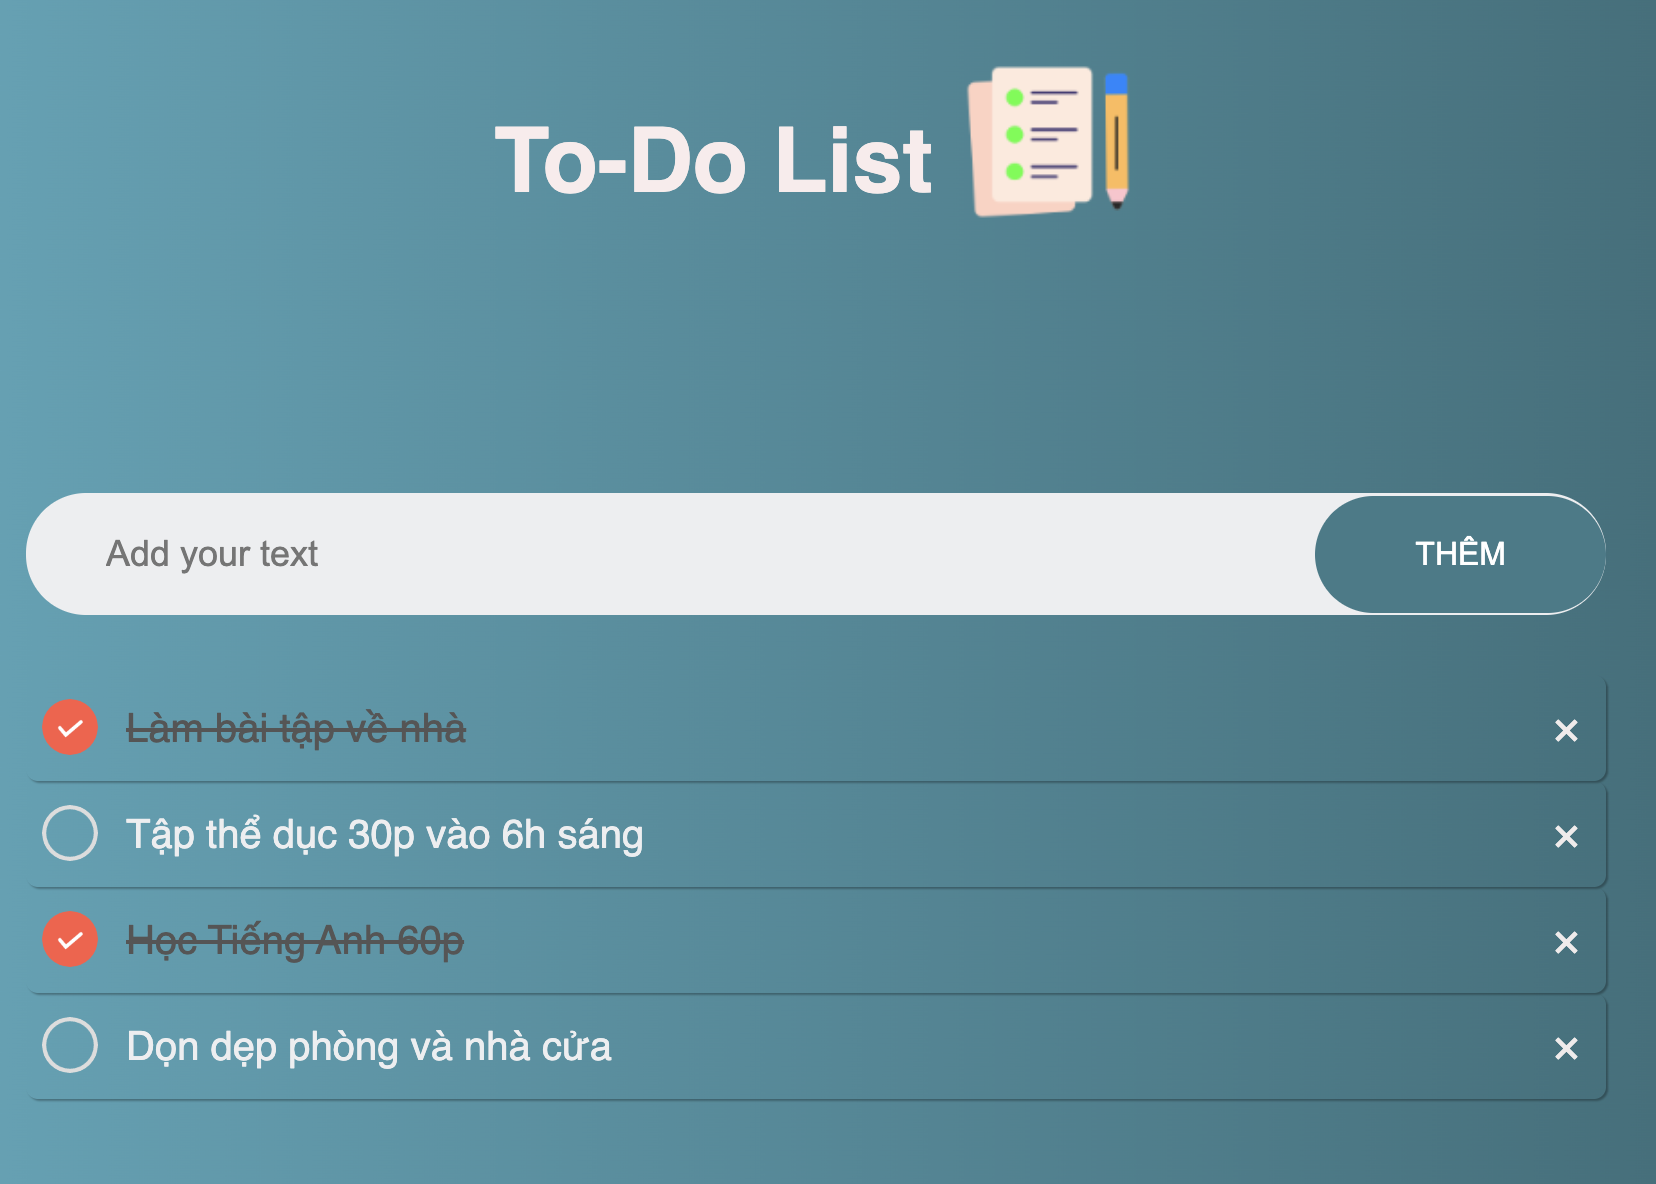 To-Do List
Add your text
THÊM
Làm bài tập về nhà
Tập thể dục 30p vào 6h sáng
Học Tiếng Anh 60p
Dọn dẹp phòng và nhà cửa